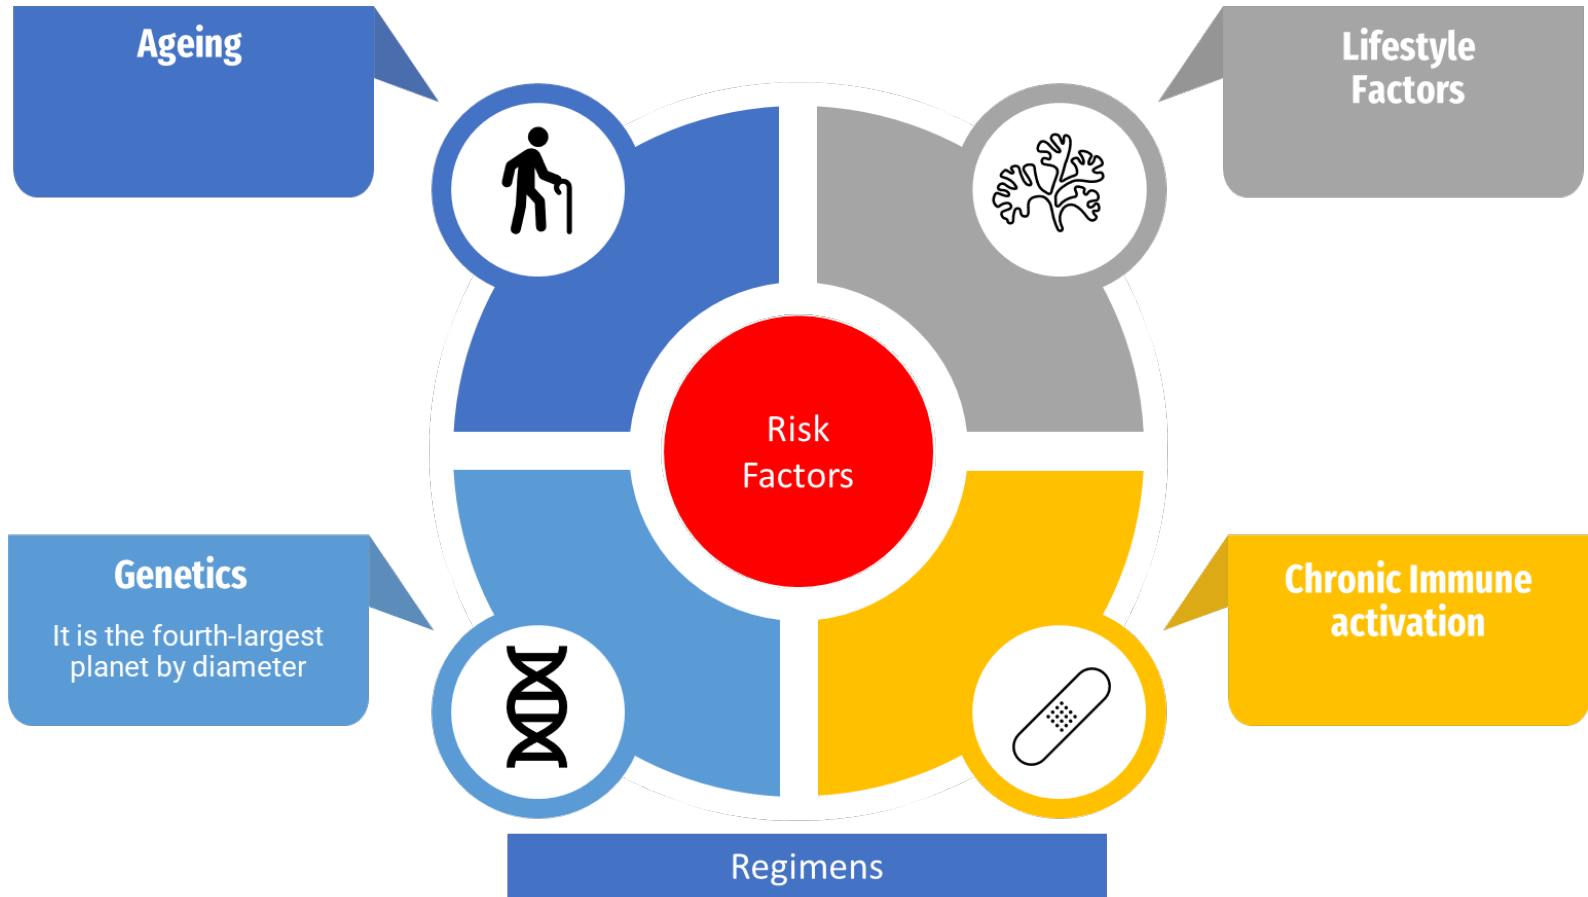 Ageing
Lifestyle
Factors
Risk
Factors
Genetics
It is the fourth-largest
planet by diameter
Chronic Immune
activation
Regimens